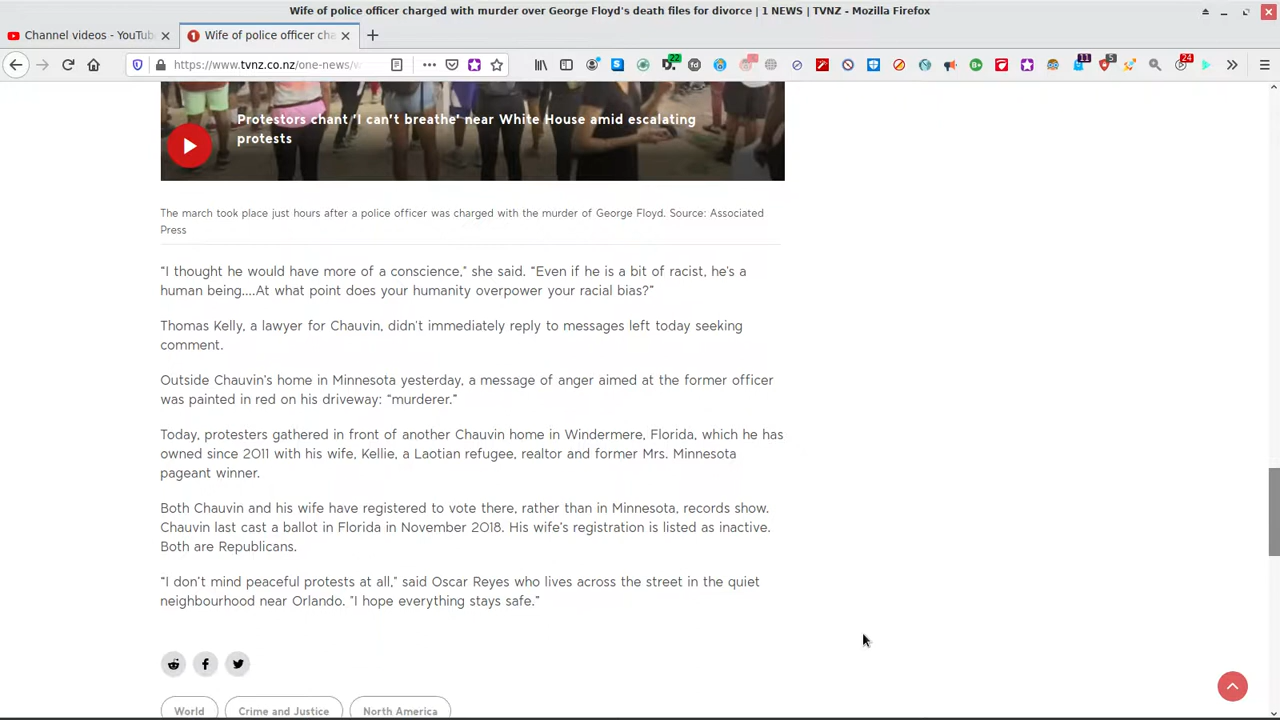 Wife of police officer charged with murder over George Floyd's death files for divorce | 1 NEWS | TVNZ - Mozilla Firefox
Channel videos - YouTub
Wife of police officer cha
https://www.tvnz.co.nz/one-news/w
22
11
5
24
Protestors chant 'I can't breathe' near White House amid escalating
protests
The march took place just hours after a police officer was charged with the murder of George Floyd. Source: Associated
Press
“I thought he would have more of a conscience,” she said. “Even if he is a bit of racist, he's a
human being....At what point does your humanity overpower your racial bias?”
Thomas Kelly, a lawyer for Chauvin, didn't immediately reply to messages left today seeking
comment.
Outside Chauvin's home in Minnesota yesterday, a message of anger aimed at the former officer
was painted in red on his driveway: “murderer.”
Today, protesters gathered in front of another Chauvin home in Windermere, Florida, which he has
owned since 2011 with his wife, Kellie, a Laotian refugee, realtor and former Mrs. Minnesota
pageant winner.
Both Chauvin and his wife have registered to vote there, rather than in Minnesota, records show.
Chauvin last cast a ballot in Florida in November 2018. His wife's registration is listed as inactive.
Both are Republicans.
“I don't mind peaceful protests at all,” said Oscar Reyes who lives across the street in the quiet
neighbourhood near Orlando. “I hope everything stays safe.”
World
Crime and Justice
North America